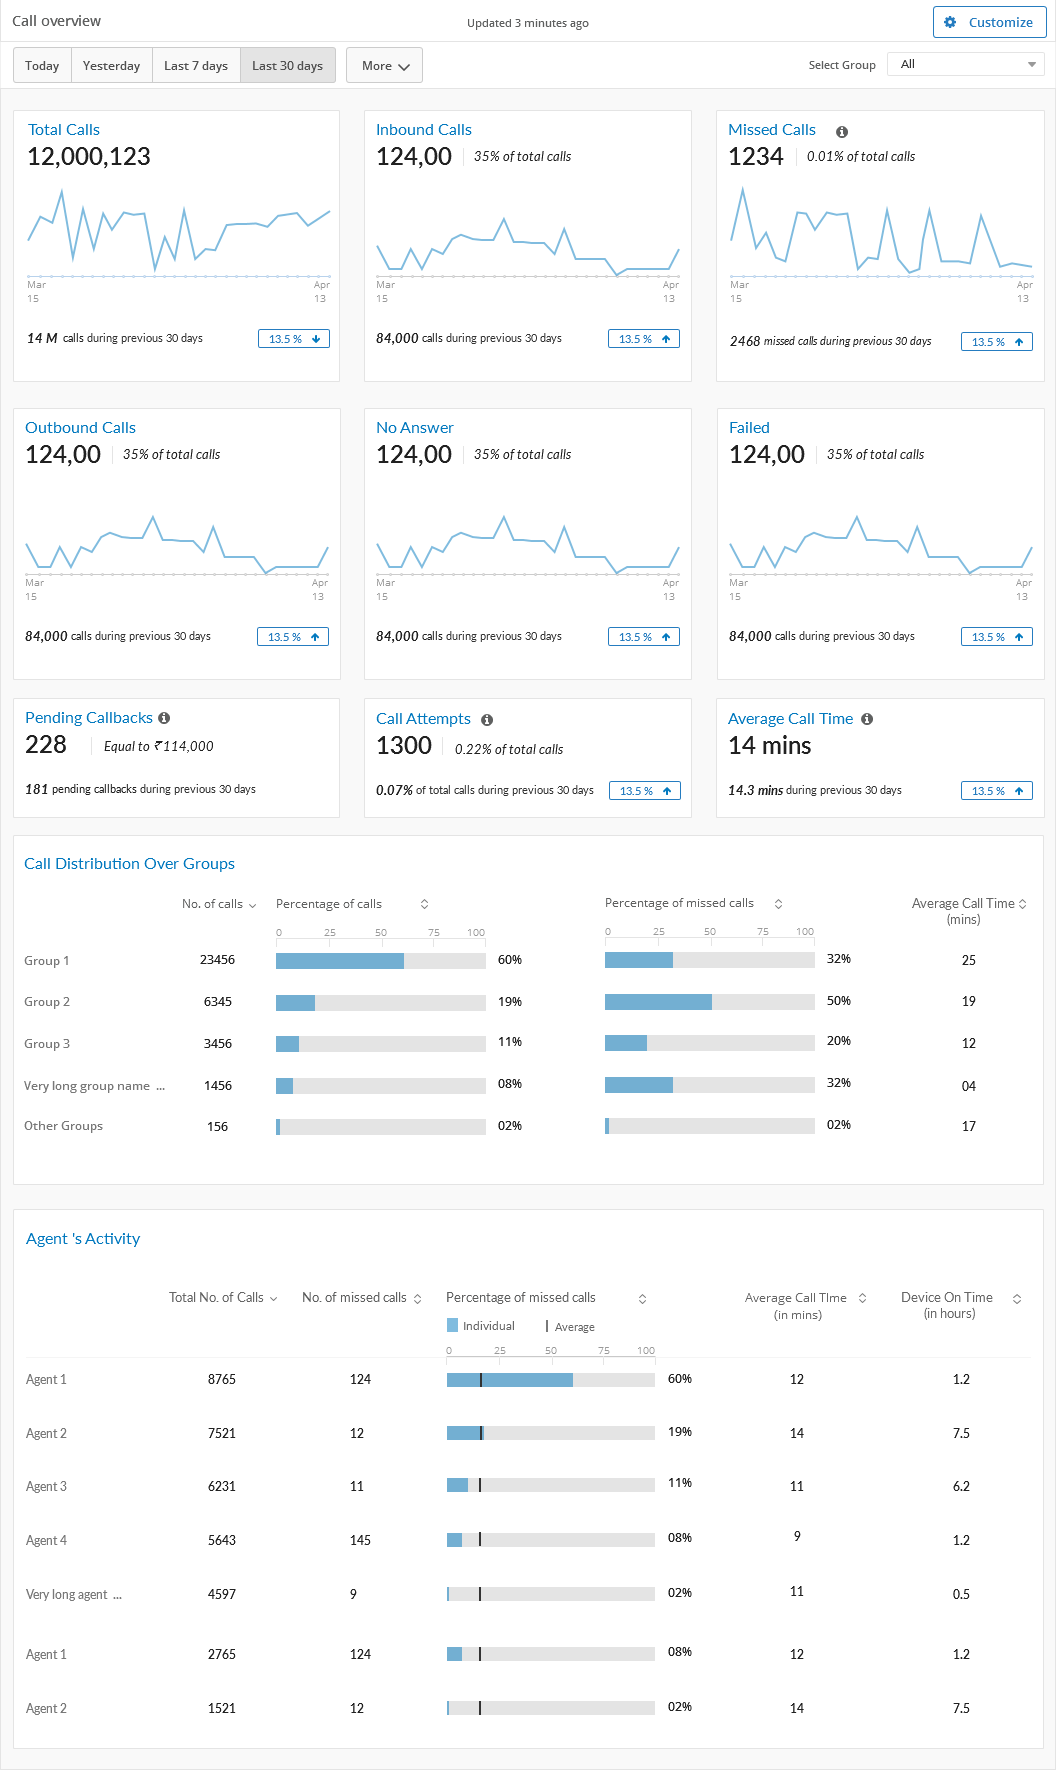 Call overview
Updated 3 minutes ago
Customize
Today
Yesterday
Last 7 days
Last 30 days
More
Select Group
All
Total Calls
12,000,123
Mar
15
Apr
13
14 M calls during previous 30 days
13.5 %
Inbound Calls
124,00
35% of total calls
Mar
15
Apr
13
84,000 calls during previous 30 days
13.5 %
Missed Calls
1234
0.01% of total calls
Mar
15
Apr
13
2468 missed calls during previous 30 days
13.5 %
Outbound Calls
124,00
35% of total calls
Mar
15
Apr
13
84,000 calls during previous 30 days
13.5 %
No Answer
124,00
35% of total calls
Mar
15
Apr
13
84,000 calls during previous 30 days
13.5 %
Failed
124,00
35% of total calls
Mar
15
Apr
13
84,000 calls during previous 30 days
13.5 %
Pending Callbacks
228
Equal to ₹114,000
181 pending callbacks during previous 30 days
Call Attempts
1300
0.22% of total calls
0.07% of total calls during previous 30 days
13.5 %
Average Call Time
14 mins
14.3 mins during previous 30 days
13.5 %
Call Distribution Over Groups
No. of calls
Percentage of calls
Percentage of missed calls
Average Call Time
(mins)
0 25 50 75 100
0 25 50 75 100
Group 1 23456 60% 32% 25
Group 2 6345 19% 50% 19
Group 3 3456 11% 20% 12
Very long group name ... 1456 08% 32% 04
Other Groups 156 02% 02% 17
Agent 's Activity
Total No. of Calls
No. of missed calls
Percentage of missed calls
Individual
Average
Average Call TIme
(in mins)
Device On Time
(in hours)
0 25 50 75 100
Agent 1 8765 124 60% 12 1.2
Agent 2 7521 12 19% 14 7.5
Agent 3 6231 11 11% 11 6.2
Agent 4 5643 145 08% 9 1.2
Very long agent ... 4597 9 02% 11 0.5
Agent 1 2765 124 08% 12 1.2
Agent 2 1521 12 02% 14 7.5